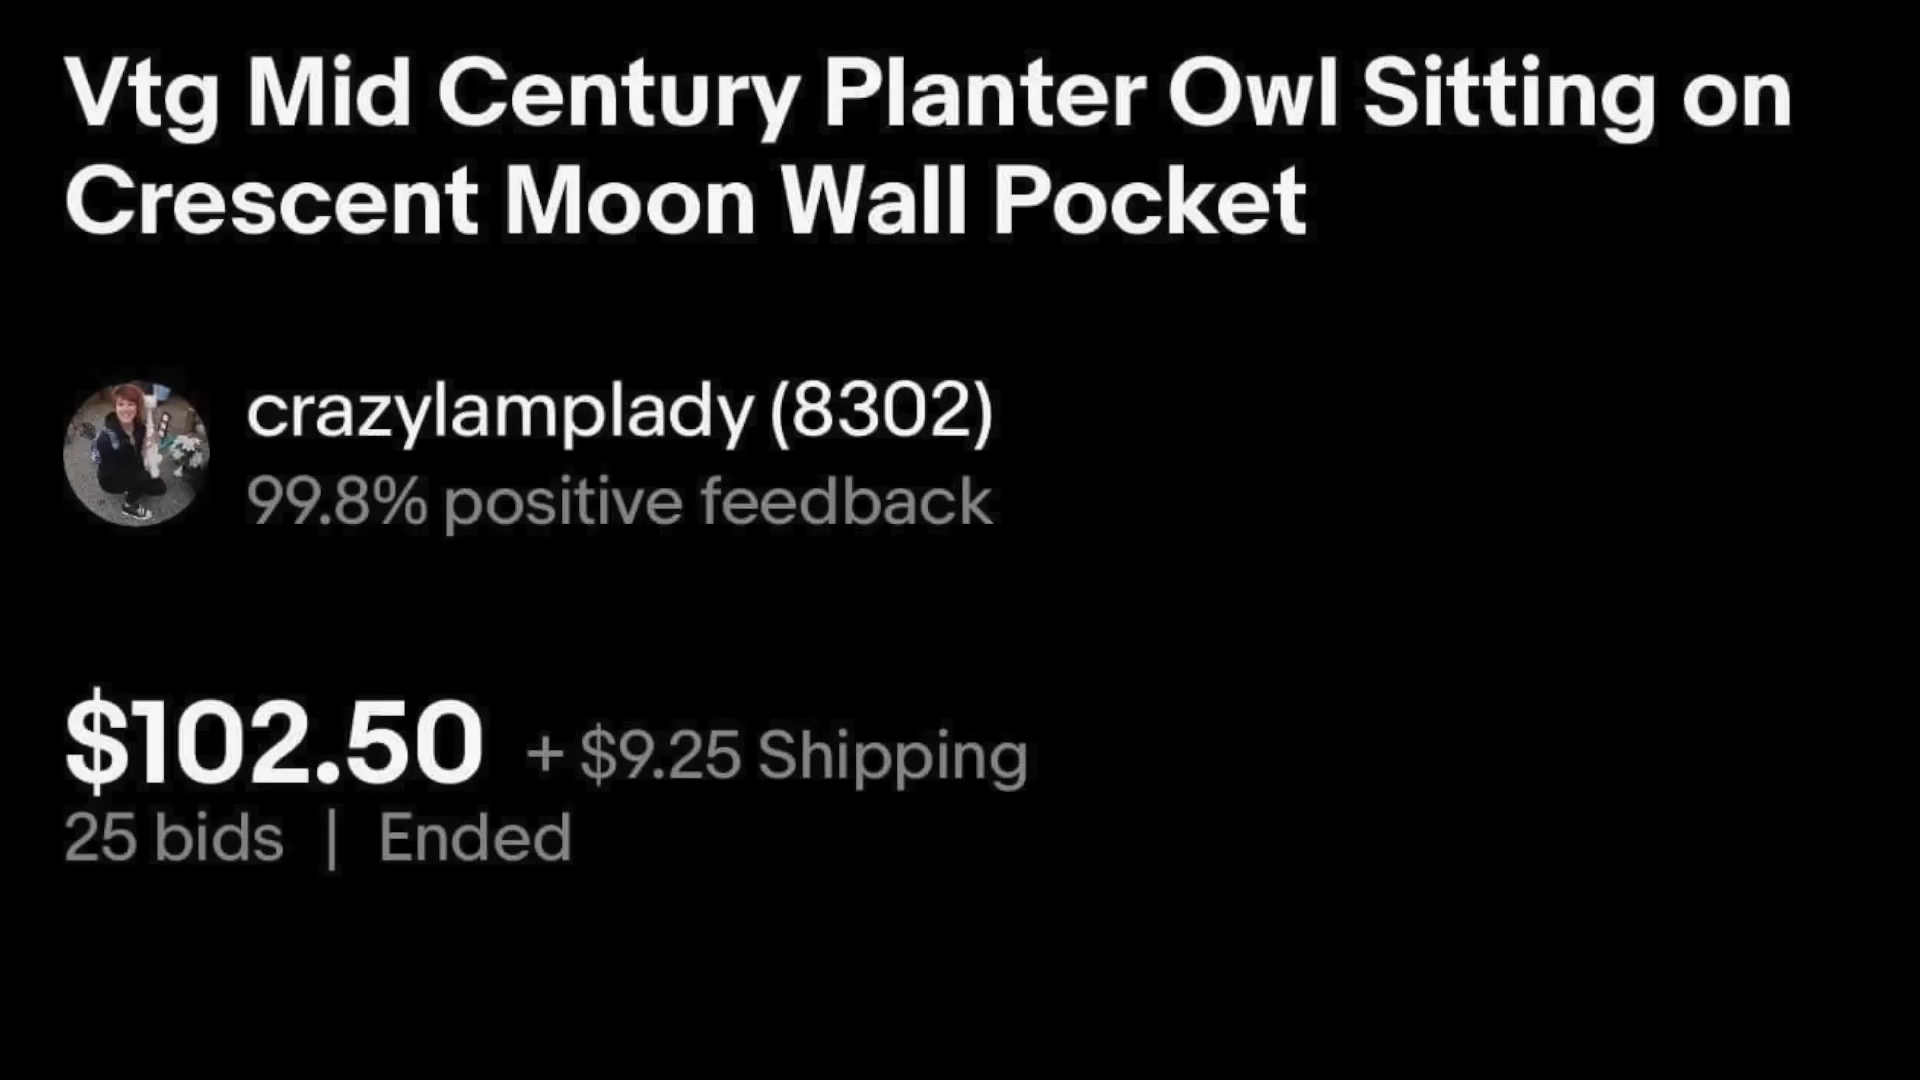 Vtg Mid Century Planter Owl Sitting on
Crescent Moon Wall Pocket
crazylamplady (8302)
99.8% positive feedback
$102.50 + $9.25 Shipping
25 bids | Ended